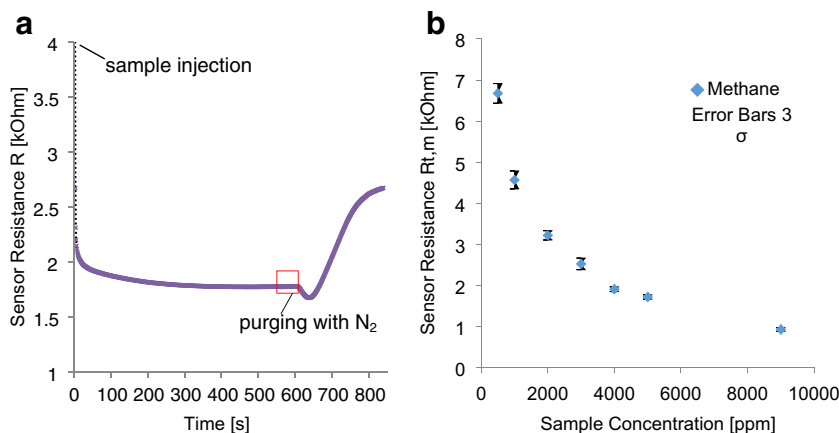 a
4
3.5
3
2.5
2
1.5
1
Sensor Resistance R [kOhm]
sample injection
purging with N2
0 100 200 300 400 500 600 700 800
Time [s]
b
8
7
6
5
4
3
2
1
0
Sensor Resistance Rt,m [kOhm]
Methane
Error Bars 3
σ
0 2000 4000 6000 8000 10000
Sample Concentration [ppm]